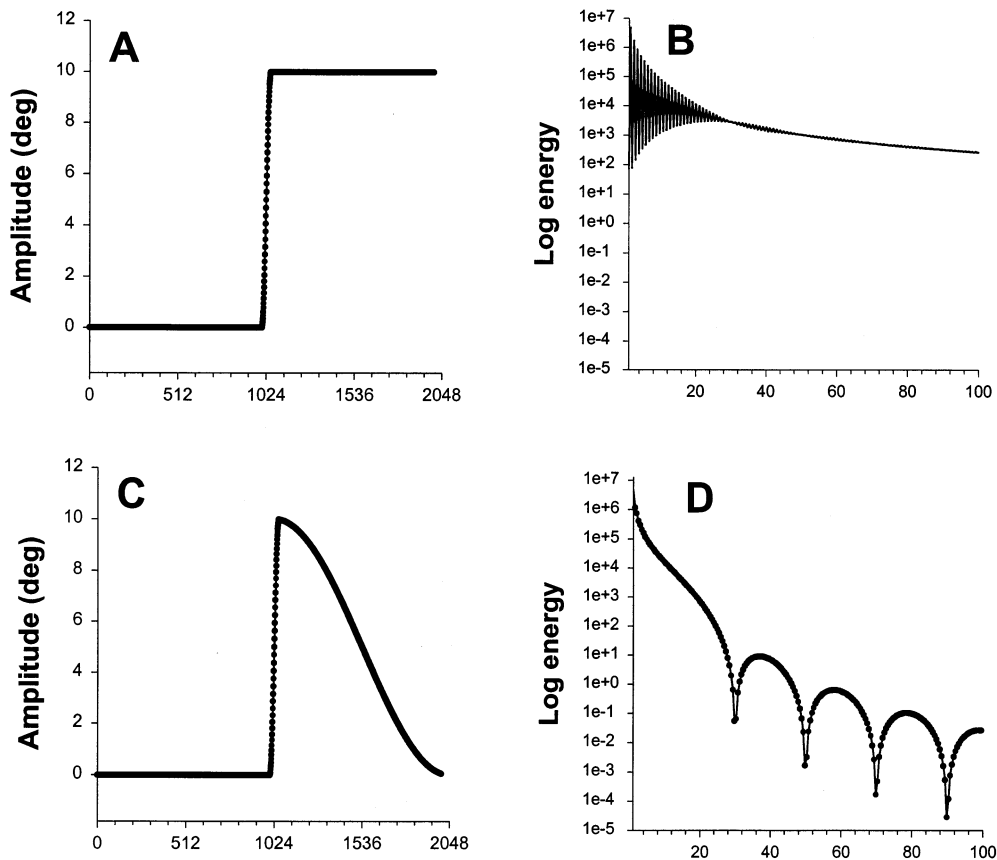 A
Amplitude (deg)
12
10
8
6
4
2
0
0 512 1024 1536 2048
B
Log energy
1e+7
1e+6
1e+5
1e+4
1e+3
1e+2
1e+1
1e+0
1e-1
1e-2
1e-3
1e-4
1e-5
20 40 60 80 100
C
Amplitude (deg)
12
10
8
6
4
2
0
0 512 1024 1536 2048
D
Log energy
1e+7
1e+6
1e+5
1e+4
1e+3
1e+2
1e+1
1e+0
1e-1
1e-2
1e-3
1e-4
1e-5
20 40 60 80 100